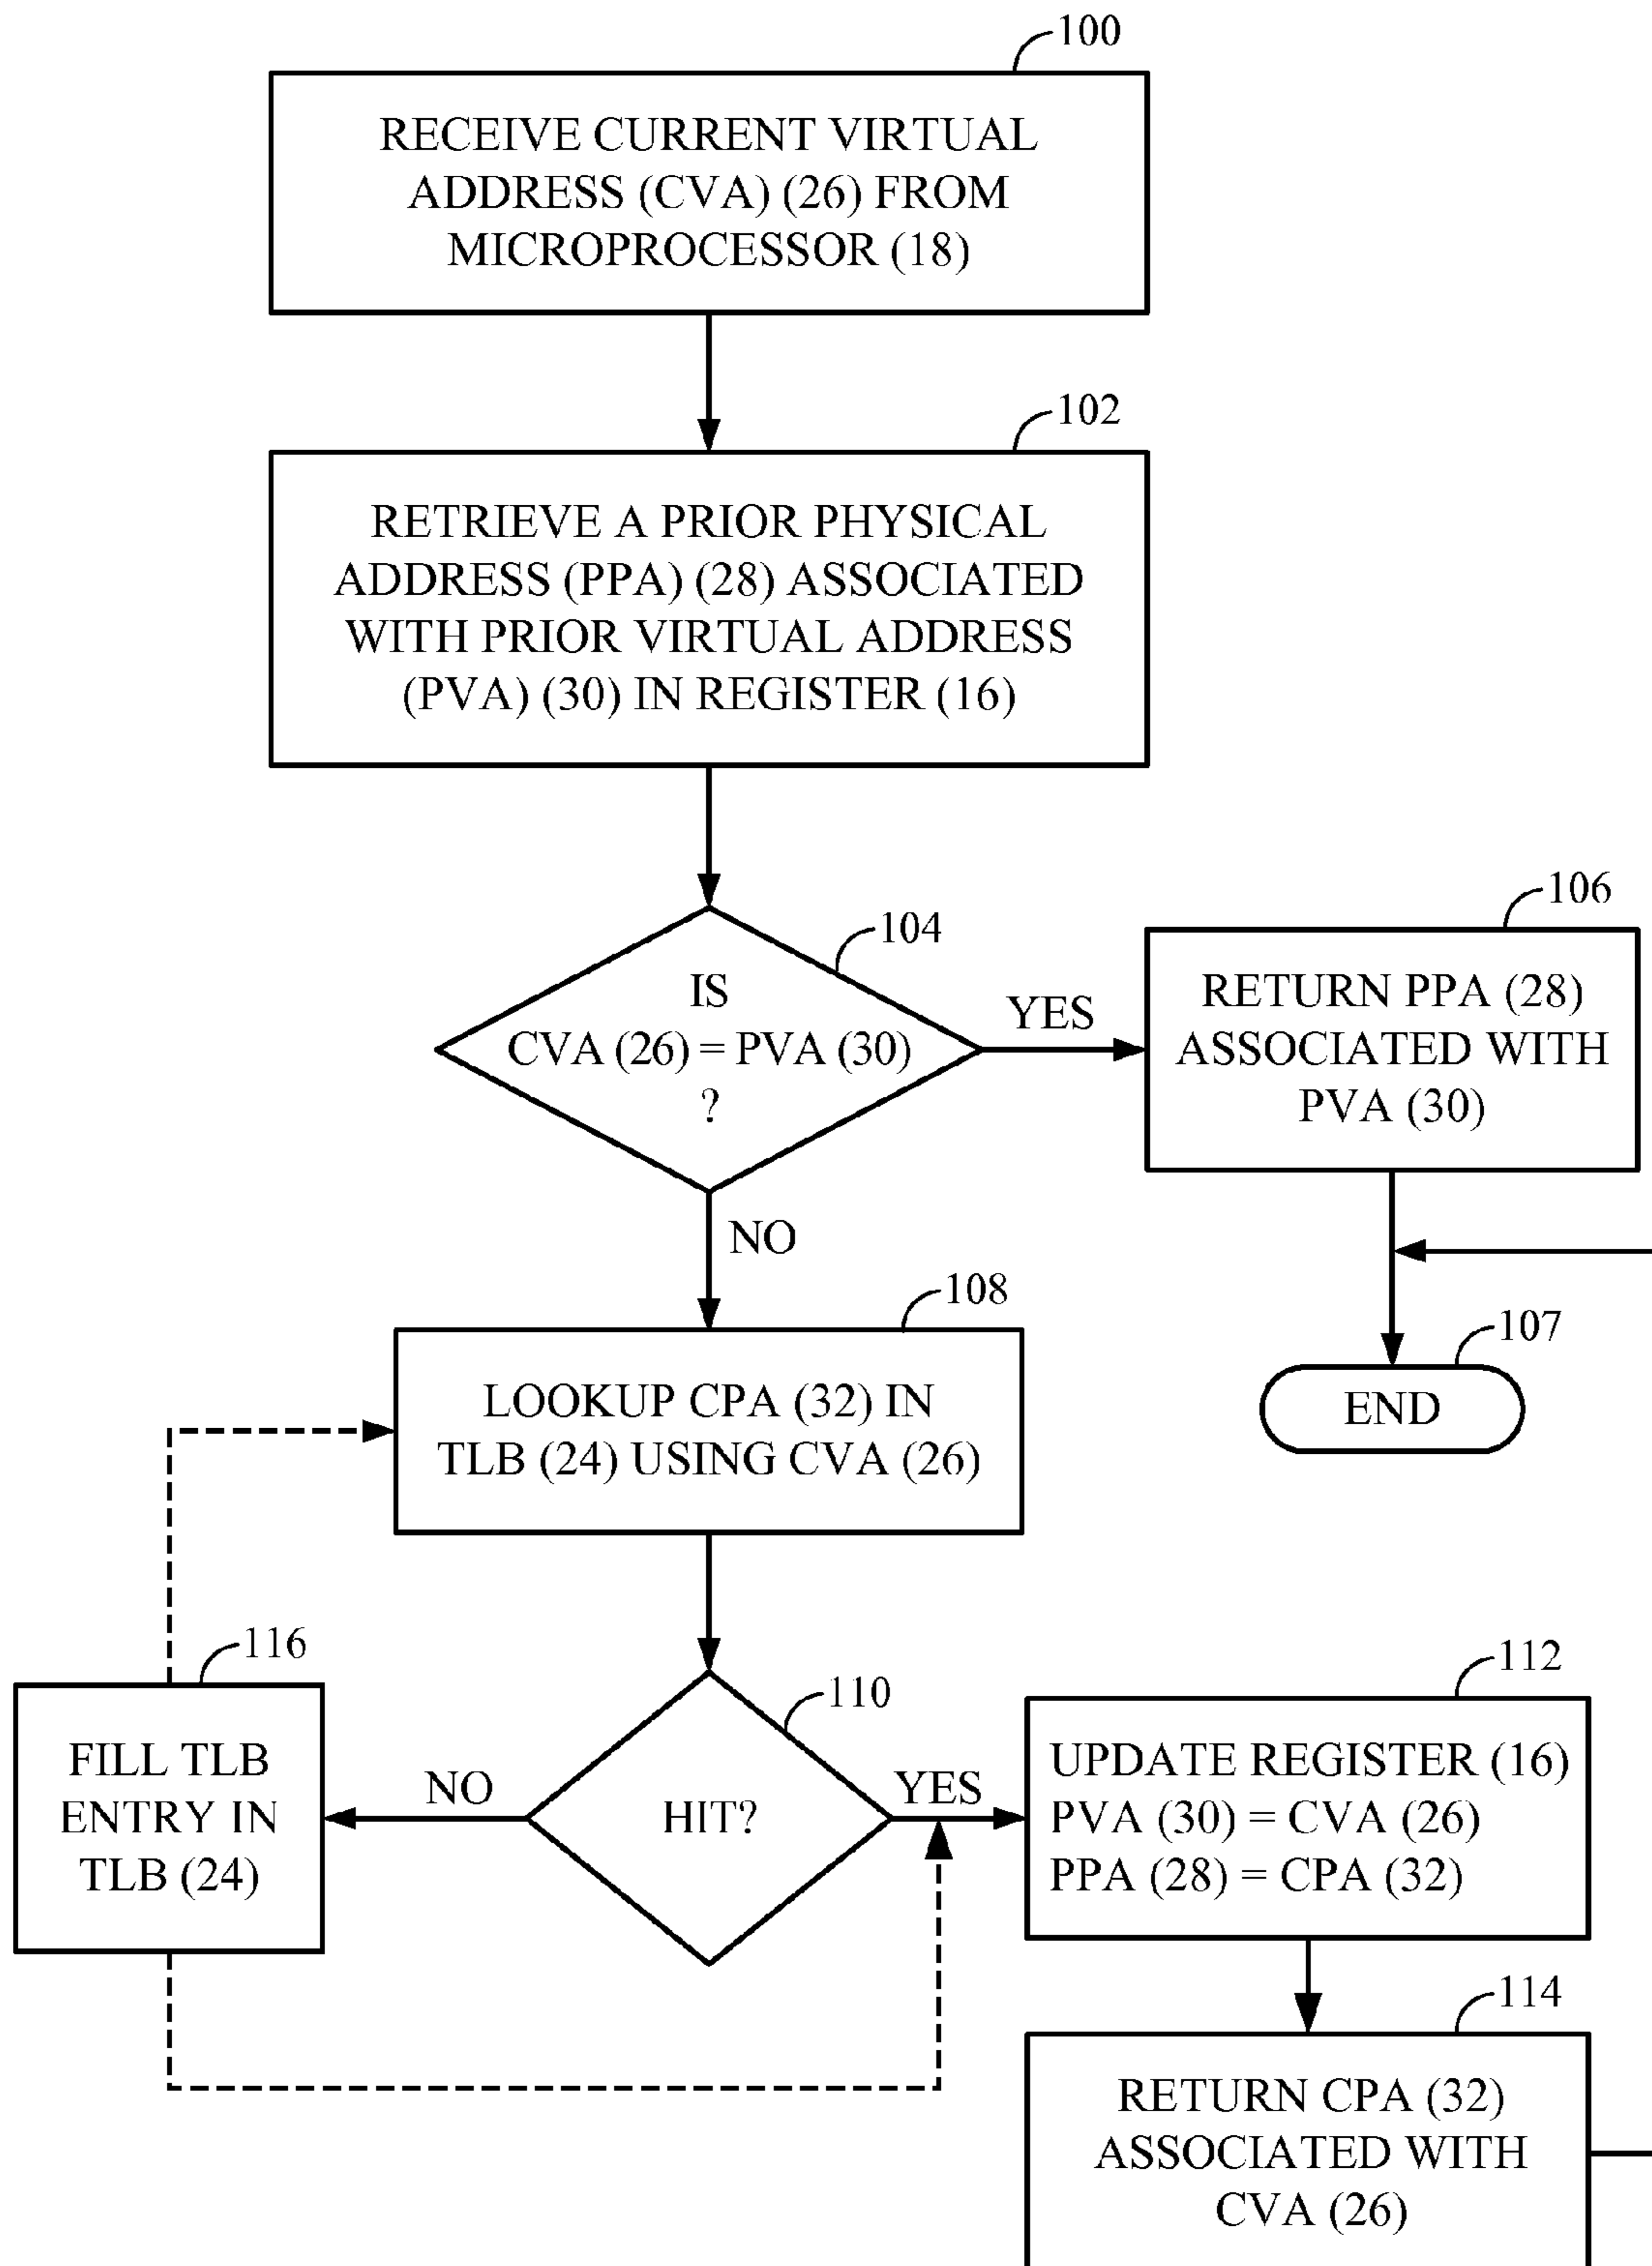 100
RECEIVE CURRENT VIRTUAL
ADDRESS (CVA) (26) FROM
MICROPROCESSOR (18)
102
RETRIEVE A PRIOR PHYSICAL
ADDRESS (PPA) (28) ASSOCIATED
WITH PRIOR VIRTUAL ADDRESS
(PVA) (30) IN REGISTER (16)
104
IS
CVA (26) = PVA (30)
?
YES
106
RETURN PPA (28)
ASSOCIATED WITH
PVA (30)
NO
107
END
108
LOOKUP CPA (32) IN
TLB (24) USING CVA (26)
110
HIT?
NO
116
FILL TLB
ENTRY IN
TLB (24)
YES
112
UPDATE REGISTER (16)
PVA (30) = CVA (26)
PPA (28) = CPA (32)
114
RETURN CPA (32)
ASSOCIATED WITH
CVA (26)